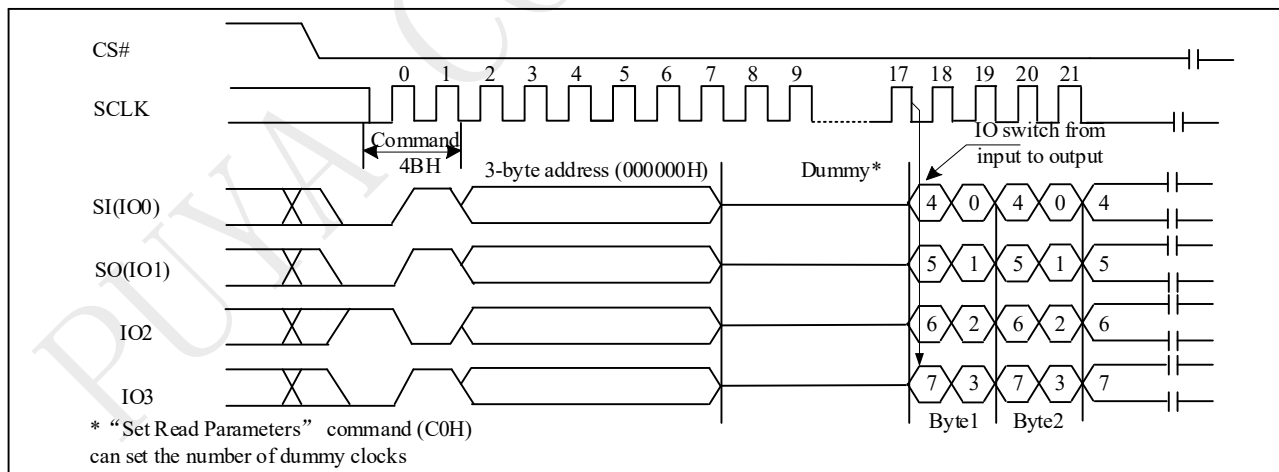 CS#
0 1 2 3 4 5 6 7 8 9 17 18 19 20 21
SCLK
Command
4BH
IO switch from
input to output
3-byte address (000000H)
Dummy*
SI(IO0)
4 0 4 0 4
SO(IO1)
5 1 5 1 5
IO2
6 2 6 2 6
IO3
7 3 7 3 7
Byte1 Byte2
* “Set Read Parameters” command (C0H)
can set the number of dummy clocks
PUYA